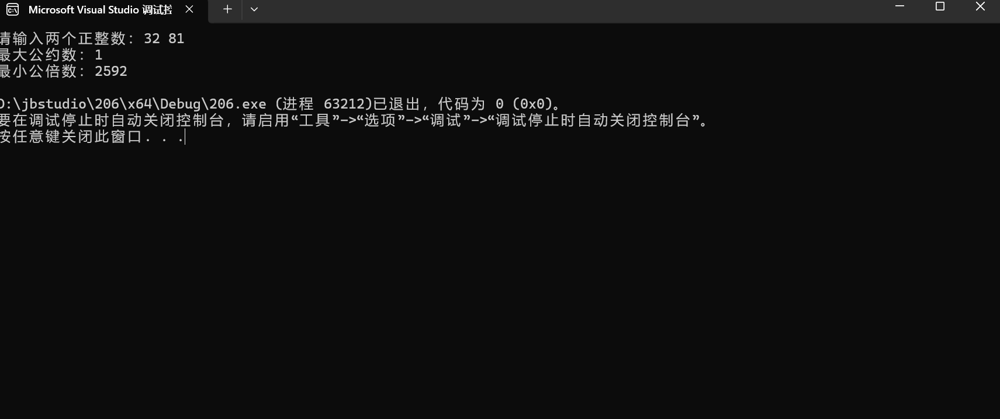 Microsoft Visual Studio 调试控
请输入两个正整数：32 81
最大公约数：1
最小公倍数：2592
D:\jbstudio\206\x64\Debug\206.exe (进程 63212)已退出，代码为 0 (0x0)。
要在调试停止时自动关闭控制台，请启用“工具”->“选项”->“调试”->“调试停止时自动关闭控制台”。
按任意键关闭此窗口. . .